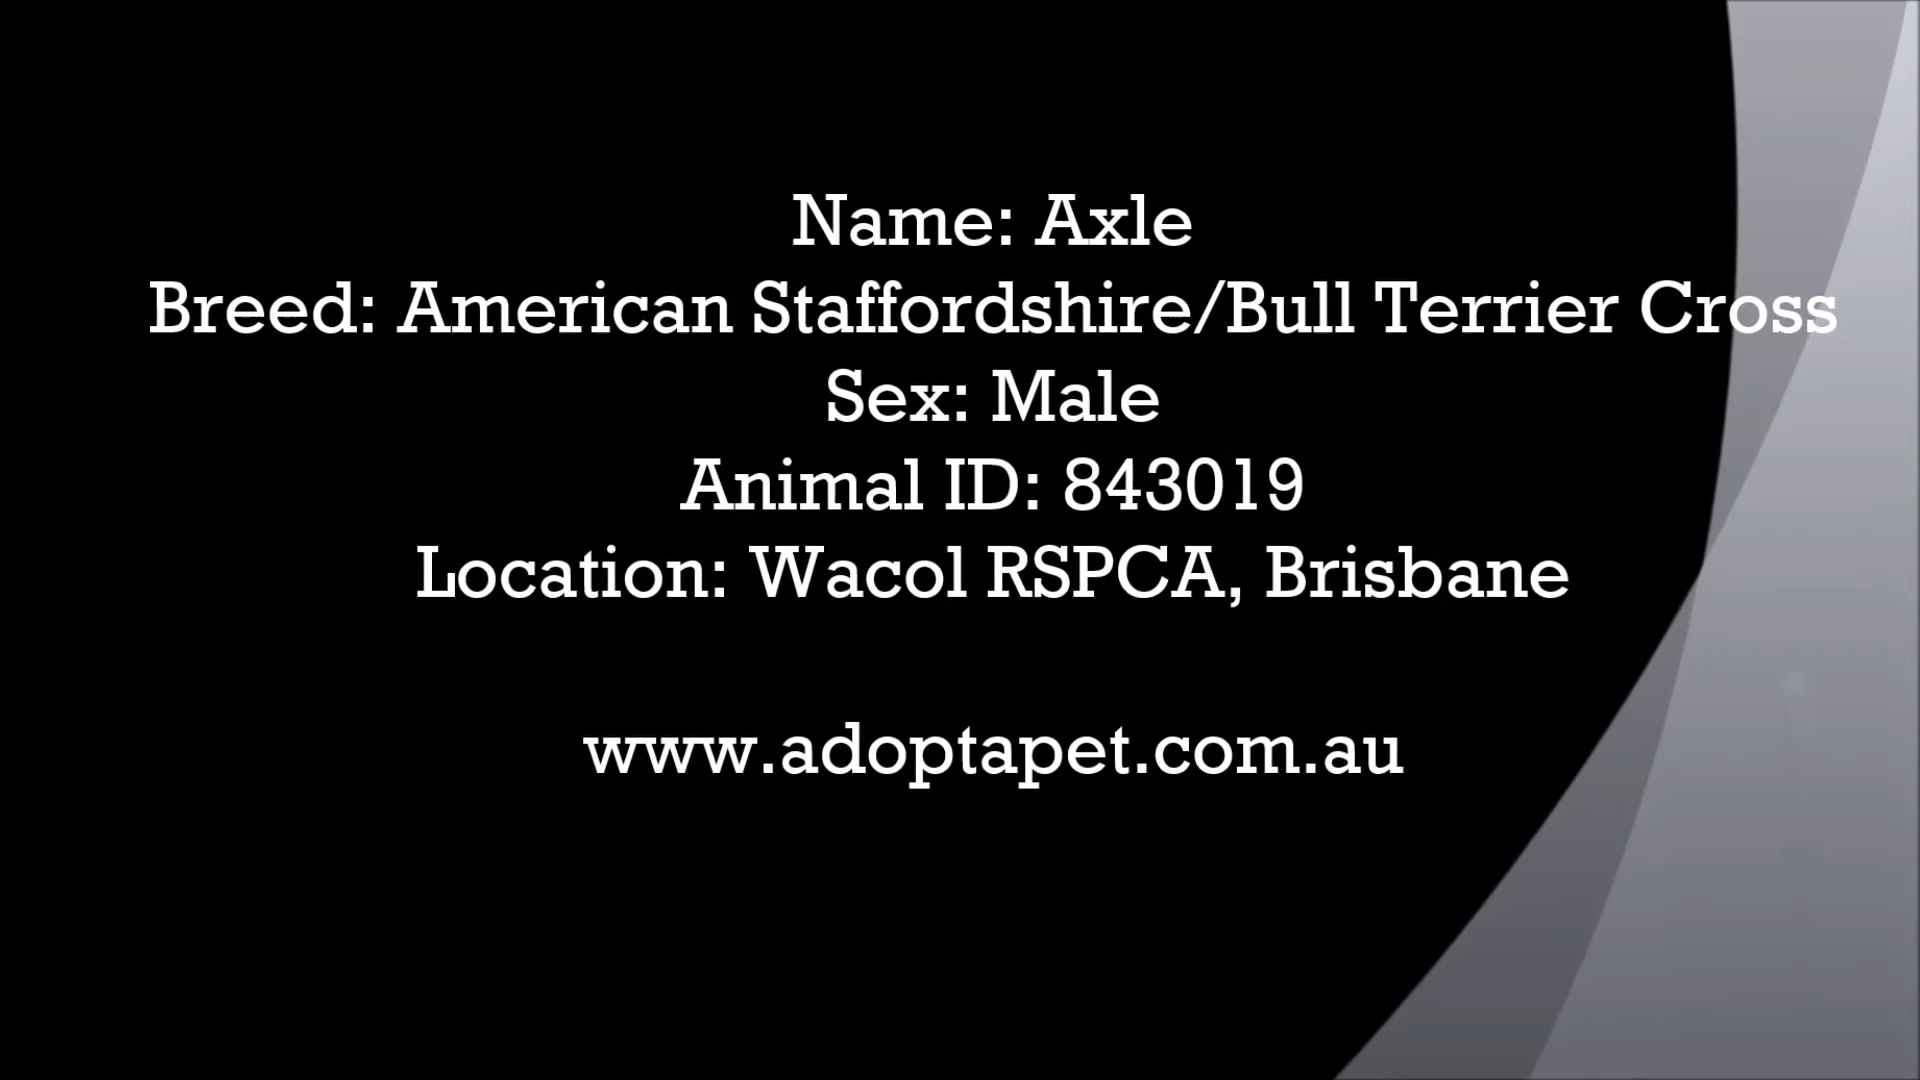 Name: Axle
Breed: American Staffordshire/Bull Terrier Cross
Sex: Male
Animal ID: 843019
Location: Wacol RSPCA, Brisbane
www.adoptapet.com.au